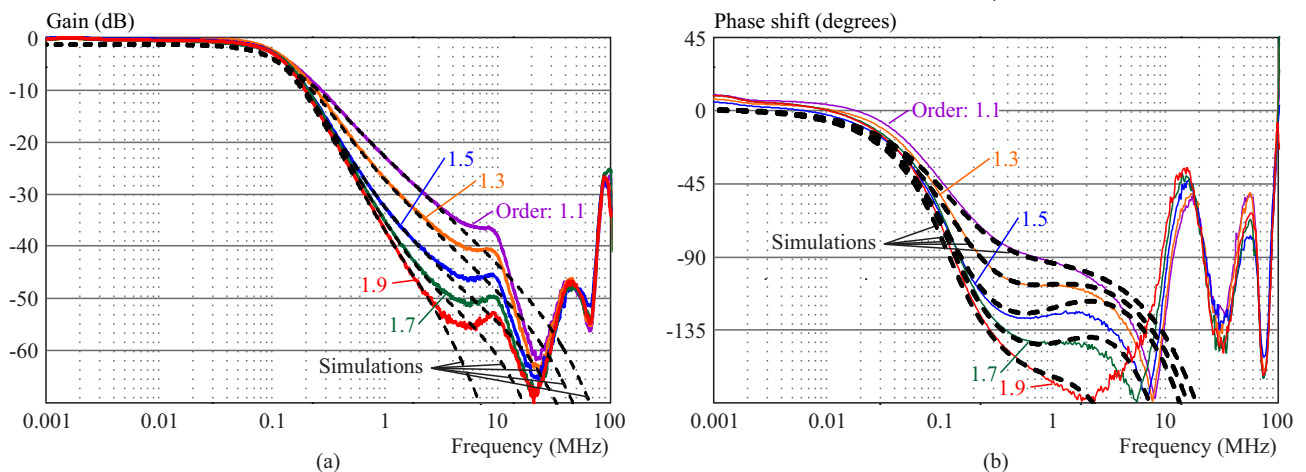 Gain (dB)
0
-10
-20
-30
-40
-50
-60
1.5
1.3
Order: 1.1
1.9
1.7
Simulations
0.001 0.01 0.1 1 10 100
Frequency (MHz)
(a)
Phase shift (degrees)
45
0
-45
-90
-135
Order: 1.1
1.3
1.5
Simulations
1.7
1.9
0.001 0.01 0.1 1 10 100
Frequency (MHz)
(b)